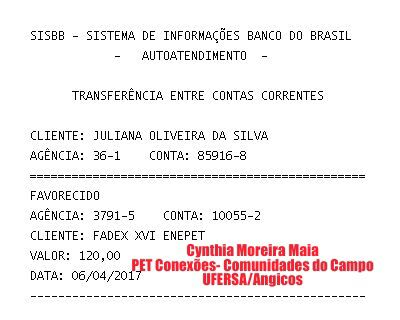 SISBB - SISTEMA DE INFORMAÇÕES BANCO DO BRASIL
- AUTOATENDIMENTO -
TRANSFERÊNCIA ENTRE CONTAS CORRENTES
CLIENTE: JULIANA OLIVEIRA DA SILVA
AGÊNCIA: 36-1 CONTA: 85916-8
================================================
FAVORECIDO
AGÊNCIA: 3791-5 CONTA: 10055-2
CLIENTE: FADEX XVI ENEPET
VALOR: 120,00
DATA: 06/04/2017
------------------------------------------------
Cynthia Moreira Maia
PET Conexões- Comunidades do Campo
UFERSA/Angicos